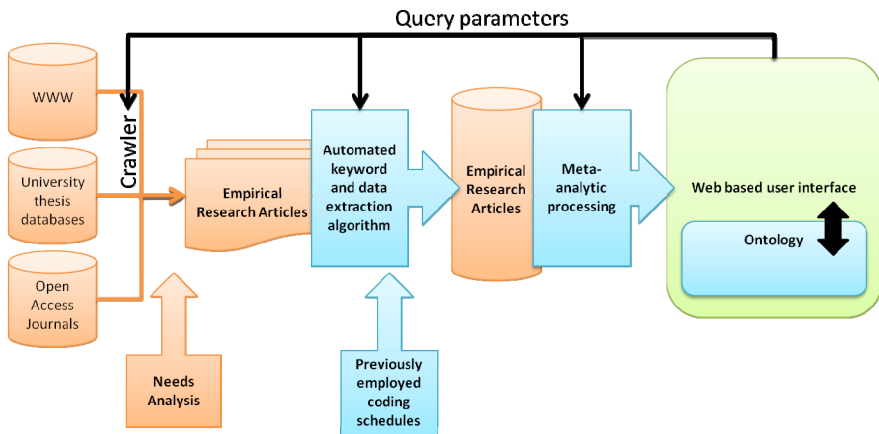 Query parameters
WWW
Crawler
University
thesis
databases
Open
Access
Journals
Empirical
Research Articles
Automated
keyword
and data
extraction
algorithm
Empirical
Research
Articles
Meta-
analytic
processing
Web based user interface
Ontology
Needs
Analysis
Previously
employed
coding
schedules